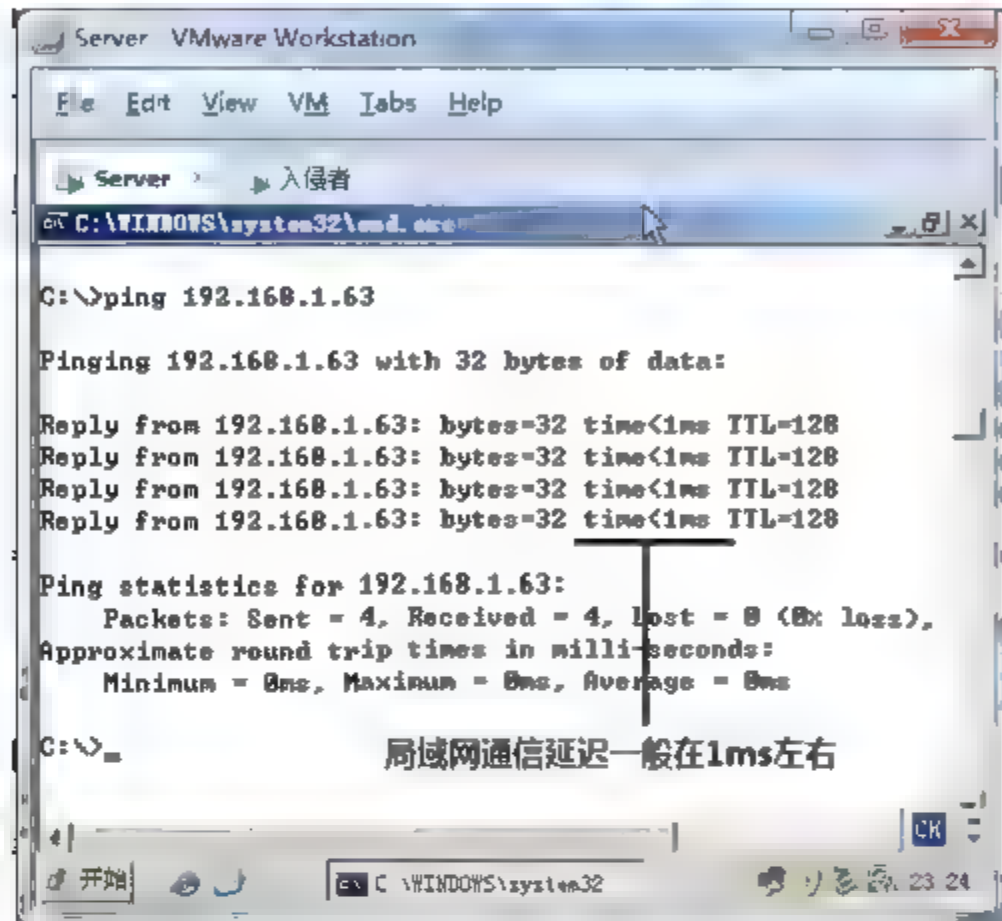 Server VMware Workstation
File Edit View VM Tabs Help
Server × 入侵者
C:\WINDOWS\system32\cmd.exe
C:\>ping 192.168.1.63
Pinging 192.168.1.63 with 32 bytes of data:
Reply from 192.168.1.63: bytes=32 time<1ms TTL=128
Reply from 192.168.1.63: bytes=32 time<1ms TTL=128
Reply from 192.168.1.63: bytes=32 time<1ms TTL=128
Reply from 192.168.1.63: bytes=32 time<1ms TTL=128
Ping statistics for 192.168.1.63:
Packets: Sent = 4, Received = 4, Lost = 0 (0% loss),
Approximate round trip times in milli-seconds:
Minimum = 0ms, Maximum = 0ms, Average = 0ms
C:\>_
局域网通信延迟一般在1ms左右
CH
开始 C:\WINDOWS\system32 23:24